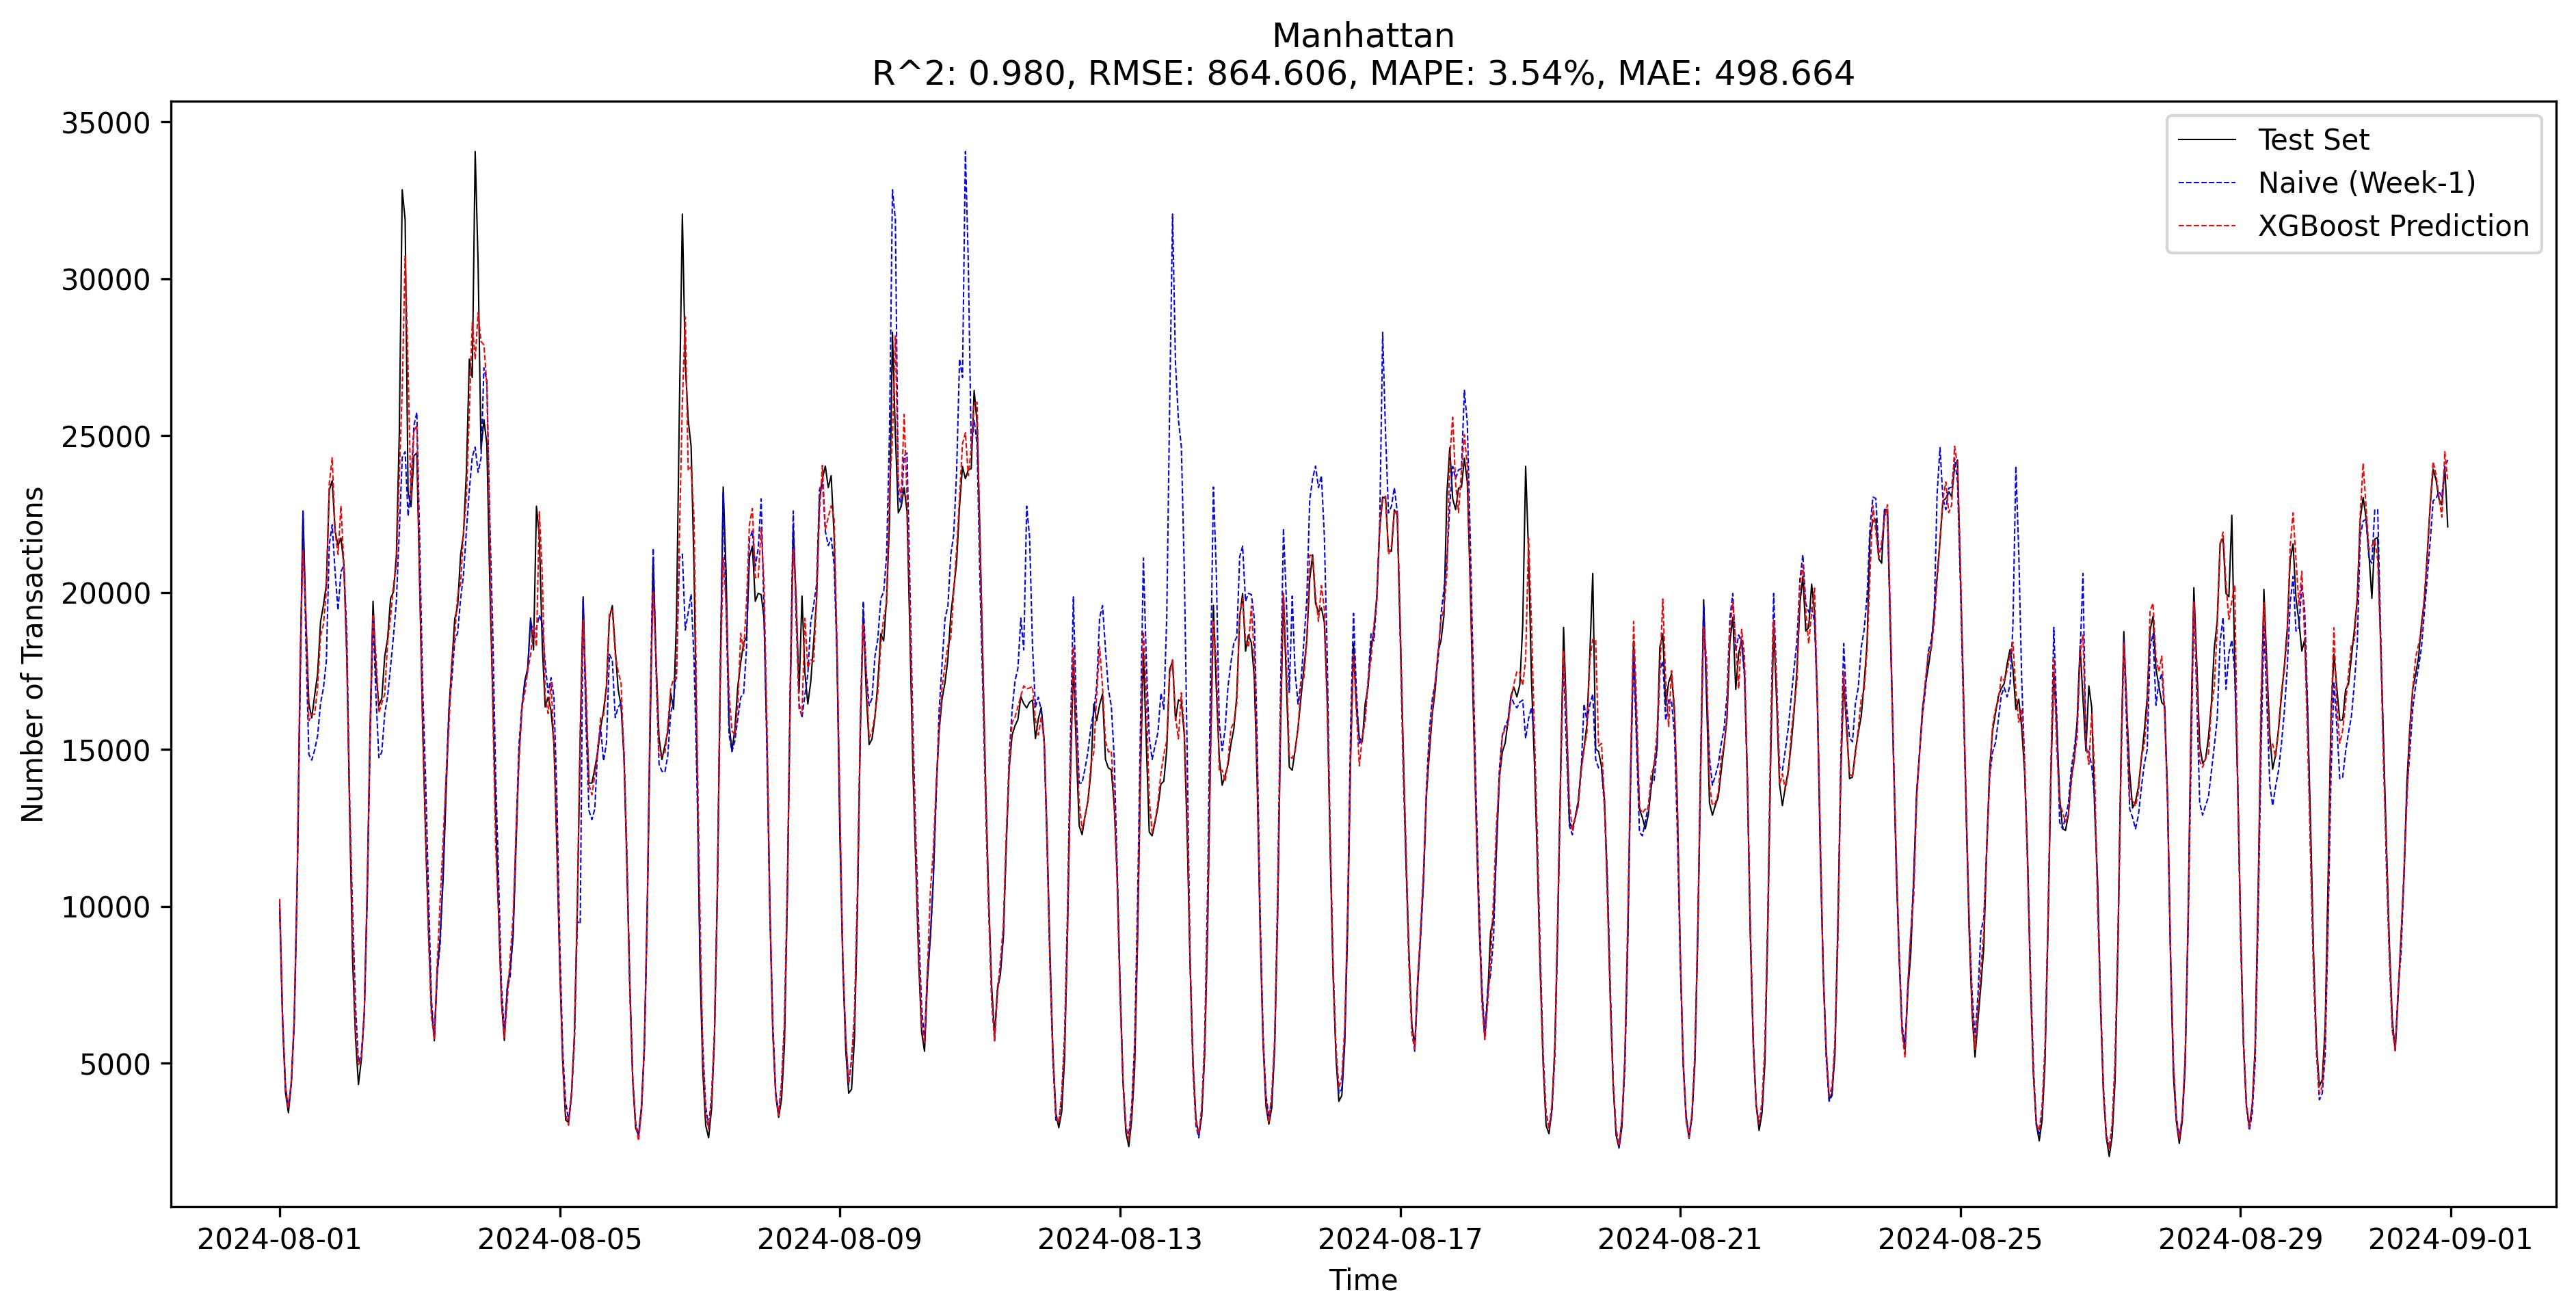 Manhattan
R^2: 0.980, RMSE: 864.606, MAPE: 3.54%, MAE: 498.664
35000
30000
25000
20000
15000
10000
5000
Number of Transactions
Test Set
Naive (Week-1)
XGBoost Prediction
2024-08-01
2024-08-05
2024-08-09
2024-08-13
2024-08-17
2024-08-21
2024-08-25
2024-08-29
2024-09-01
Time